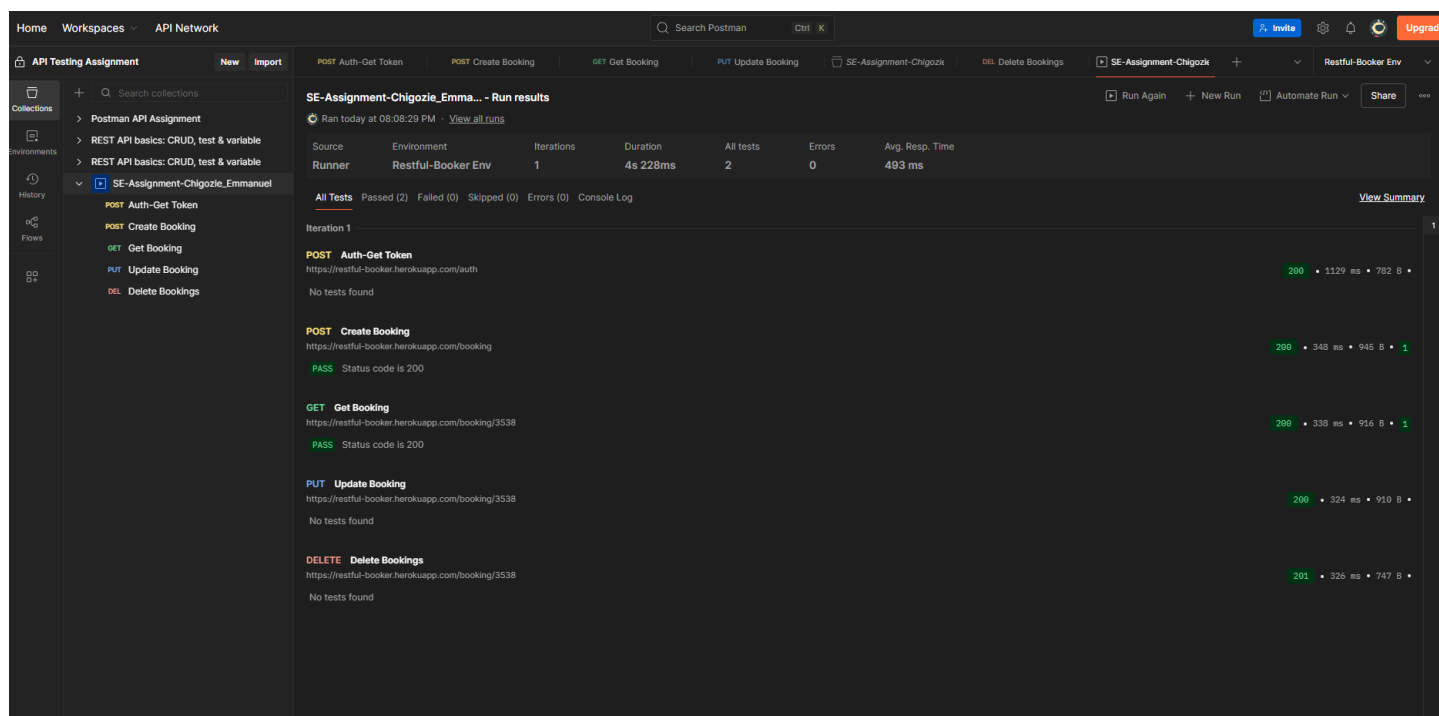 Home Workspaces API Network Search Postman Ctrl K Invite Upgrad
API Testing Assignment New Import POST Auth-Get Token POST Create Booking GET Get Booking PUT Update Booking SE-Assignment-Chigozie DEL Delete Bookings SE-Assignment-Chigozie Restful-Booker Env
Collections
Environments
History
Flows
Search collections
Postman API Assignment
REST API basics: CRUD, test & variable
REST API basics: CRUD, test & variable
SE-Assignment-Chigozie_Emmanuel
POST Auth-Get Token
POST Create Booking
GET Get Booking
PUT Update Booking
DEL Delete Bookings
SE-Assignment-Chigozie_Emma... - Run results Run Again New Run Automate Run Share
Ran today at 08:08:29 PM · View all runs
Source Environment Iterations Duration All tests Errors Avg. Resp. Time
Runner Restful-Booker Env 1 4s 228ms 2 0 493 ms
All Tests Passed (2) Failed (0) Skipped (0) Errors (0) Console Log View Summary
Iteration 1 1
POST Auth-Get Token
https://restful-booker.herokuapp.com/auth 200 • 1129 ms • 782 B •
No tests found
POST Create Booking
https://restful-booker.herokuapp.com/booking 200 • 348 ms • 945 B • 1
PASS Status code is 200
GET Get Booking
https://restful-booker.herokuapp.com/booking/3538 200 • 338 ms • 916 B • 1
PASS Status code is 200
PUT Update Booking
https://restful-booker.herokuapp.com/booking/3538 200 • 324 ms • 910 B •
No tests found
DELETE Delete Bookings
https://restful-booker.herokuapp.com/booking/3538 201 • 326 ms • 747 B •
No tests found